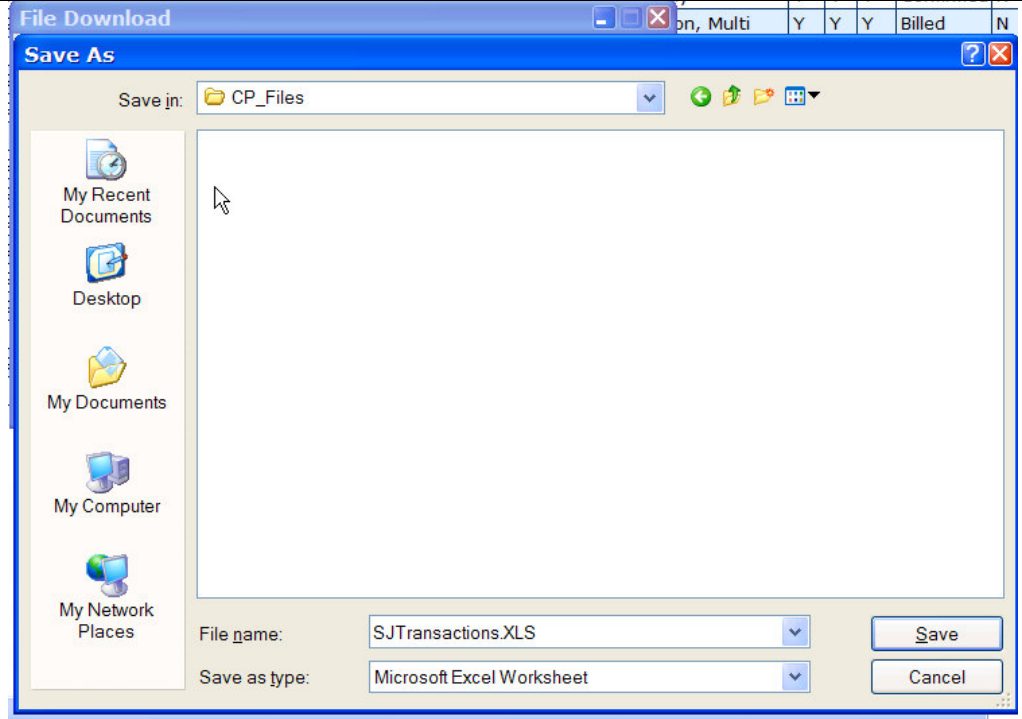 File Download
on, Multi Y Y Y Billed N
Save As
Save in: CP_Files
My Recent
Documents
Desktop
My Documents
My Computer
My Network
Places
File name: SJTransactions.XLS
Save
Save as type: Microsoft Excel Worksheet
Cancel